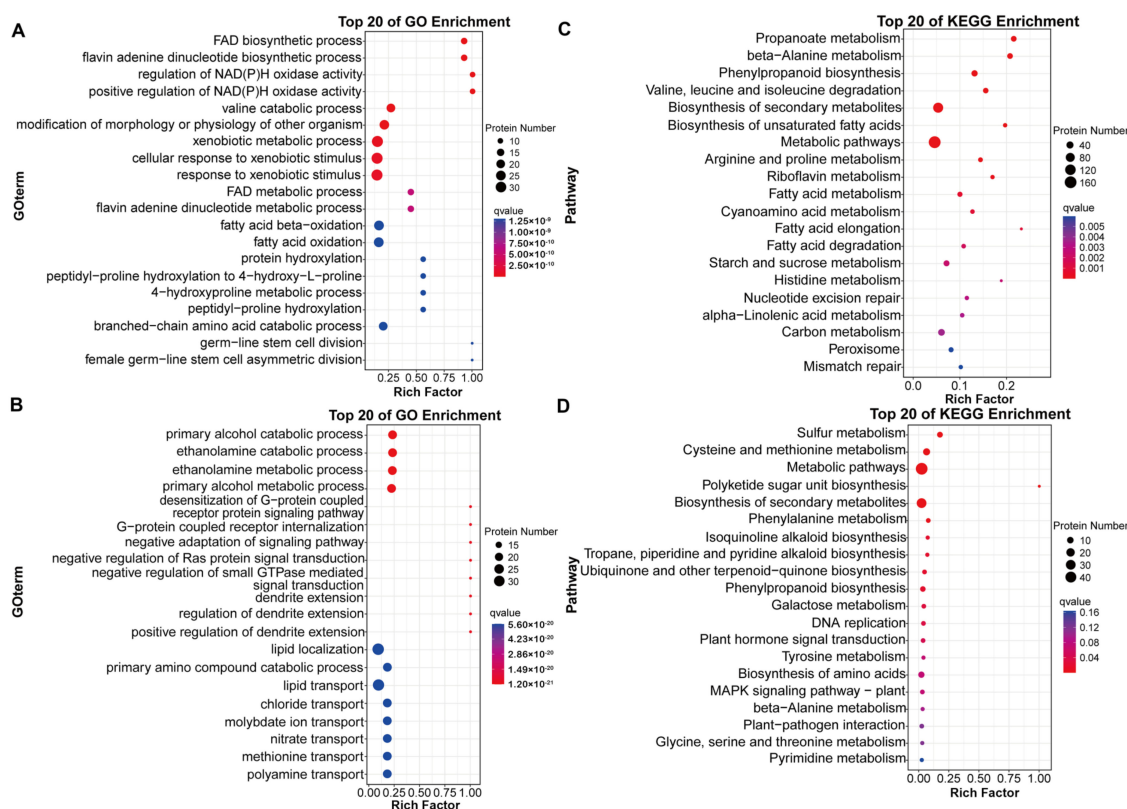 A
Top 20 of GO Enrichment
FAD biosynthetic process
flavin adenine dinucleotide biosynthetic process
regulation of NAD(P)H oxidase activity
positive regulation of NAD(P)H oxidase activity
valine catabolic process
modification of morphology or physiology of other organism
xenobiotic metabolic process
cellular response to xenobiotic stimulus
response to xenobiotic stimulus
FAD metabolic process
flavin adenine dinucleotide metabolic process
fatty acid beta−oxidation
fatty acid oxidation
protein hydroxylation
peptidyl−proline hydroxylation to 4−hydroxy−L−proline
4−hydroxyproline metabolic process
peptidyl−proline hydroxylation
branched−chain amino acid catabolic process
germ−line stem cell division
female germ−line stem cell asymmetric division
GOterm
0.25 0.50 0.75 1.00
Rich Factor
Protein Number
10
15
20
25
30
qvalue
1.25×10⁻⁹
1.00×10⁻⁹
7.50×10⁻¹⁰
5.00×10⁻¹⁰
2.50×10⁻¹⁰
C
Top 20 of KEGG Enrichment
Propanoate metabolism
beta−Alanine metabolism
Phenylpropanoid biosynthesis
Valine, leucine and isoleucine degradation
Biosynthesis of secondary metabolites
Biosynthesis of unsaturated fatty acids
Metabolic pathways
Arginine and proline metabolism
Riboflavin metabolism
Fatty acid metabolism
Cyanoamino acid metabolism
Fatty acid elongation
Fatty acid degradation
Starch and sucrose metabolism
Histidine metabolism
Nucleotide excision repair
alpha−Linolenic acid metabolism
Carbon metabolism
Peroxisome
Mismatch repair
Pathway
0.0 0.1 0.2
Rich Factor
Protein Number
40
80
120
160
qvalue
0.005
0.004
0.003
0.002
0.001
B
Top 20 of GO Enrichment
primary alcohol catabolic process
ethanolamine catabolic process
ethanolamine metabolic process
primary alcohol metabolic process
desensitization of G−protein coupled
receptor protein signaling pathway
G−protein coupled receptor internalization
negative adaptation of signaling pathway
negative regulation of Ras protein signal transduction
negative regulation of small GTPase mediated
signal transduction
dendrite extension
regulation of dendrite extension
positive regulation of dendrite extension
lipid localization
primary amino compound catabolic process
lipid transport
chloride transport
molybdate ion transport
nitrate transport
methionine transport
polyamine transport
GOterm
0.00 0.25 0.50 0.75 1.00
Rich Factor
Protein Number
15
20
25
30
qvalue
5.60×10⁻²⁰
4.23×10⁻²⁰
2.86×10⁻²⁰
1.49×10⁻²⁰
1.20×10⁻²¹
D
Top 20 of KEGG Enrichment
Sulfur metabolism
Cysteine and methionine metabolism
Metabolic pathways
Polyketide sugar unit biosynthesis
Biosynthesis of secondary metabolites
Phenylalanine metabolism
Isoquinoline alkaloid biosynthesis
Tropane, piperidine and pyridine alkaloid biosynthesis
Ubiquinone and other terpenoid−quinone biosynthesis
Phenylpropanoid biosynthesis
Galactose metabolism
DNA replication
Plant hormone signal transduction
Tyrosine metabolism
Biosynthesis of amino acids
MAPK signaling pathway − plant
beta−Alanine metabolism
Plant−pathogen interaction
Glycine, serine and threonine metabolism
Pyrimidine metabolism
Pathway
0.00 0.25 0.50 0.75 1.00
Rich Factor
Protein Number
10
20
30
40
qvalue
0.16
0.12
0.08
0.04